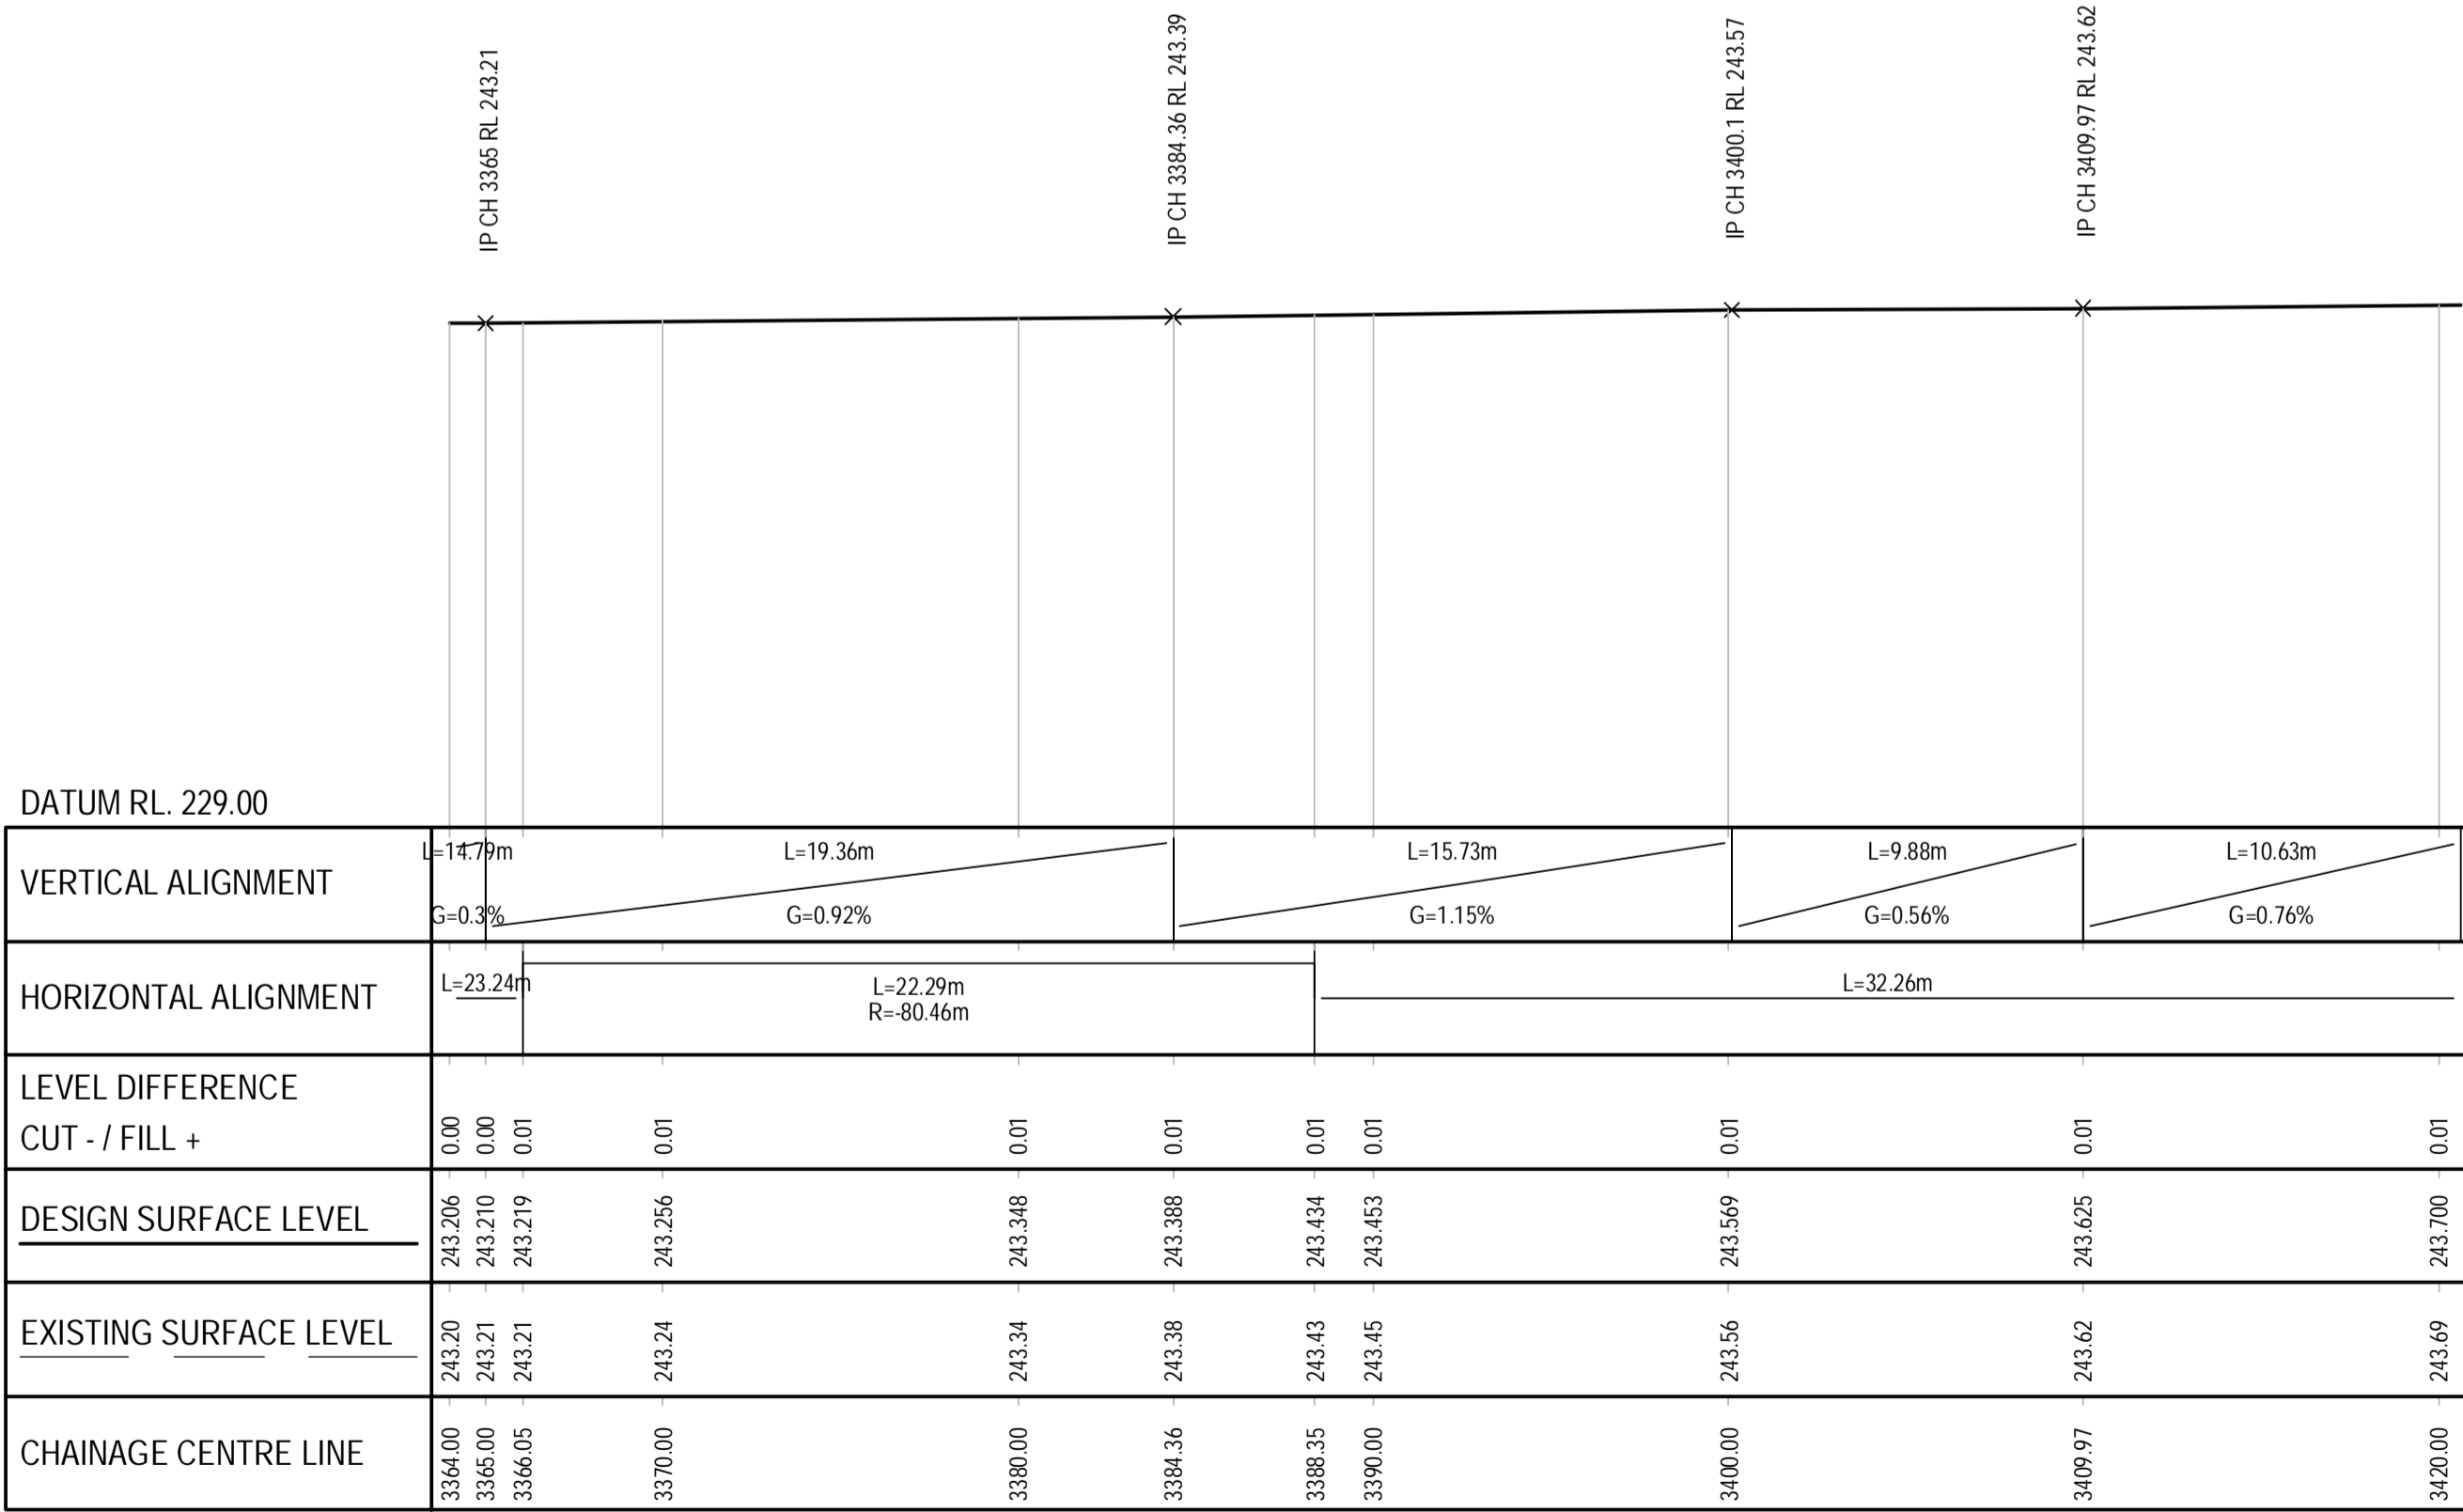 IP CH 3365 RL 243.21
IP CH 3384.36 RL 243.39
IP CH 3400.1 RL 243.57
IP CH 3409.97 RL 243.62
DATUM RL. 229.00
VERTICAL ALIGNMENT
L=14.79m
L=19.36m
L=15.73m
L=9.88m
L=10.63m
G=0.3%
G=0.92%
G=1.15%
G=0.56%
G=0.76%
HORIZONTAL ALIGNMENT
L=23.24m
L=22.29m
R=-80.46m
L=32.26m
LEVEL DIFFERENCE
CUT - / FILL +
0.00
0.00
0.01
0.01
0.01
0.01
0.01
0.01
0.01
0.01
0.01
DESIGN SURFACE LEVEL
243.206
243.210
243.219
243.256
243.348
243.388
243.434
243.453
243.569
243.625
243.700
EXISTING SURFACE LEVEL
243.20
243.21
243.21
243.24
243.34
243.38
243.43
243.45
243.56
243.62
243.69
CHAINAGE CENTRE LINE
3364.00
3365.00
3366.05
3370.00
3380.00
3384.36
3388.35
3390.00
3400.00
3409.97
3420.00